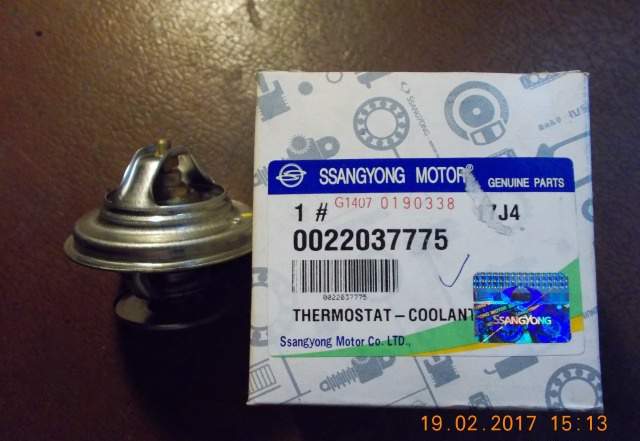 SSANGYONG MOTOR® GENUINE PARTS
1 # G1407 0190338 7J4
0022037775
0022037775
THERMOSTAT-COOLANT
SSANGYONG
Ssangyong Motor Co. LTD.,
19.02.2017 15:13